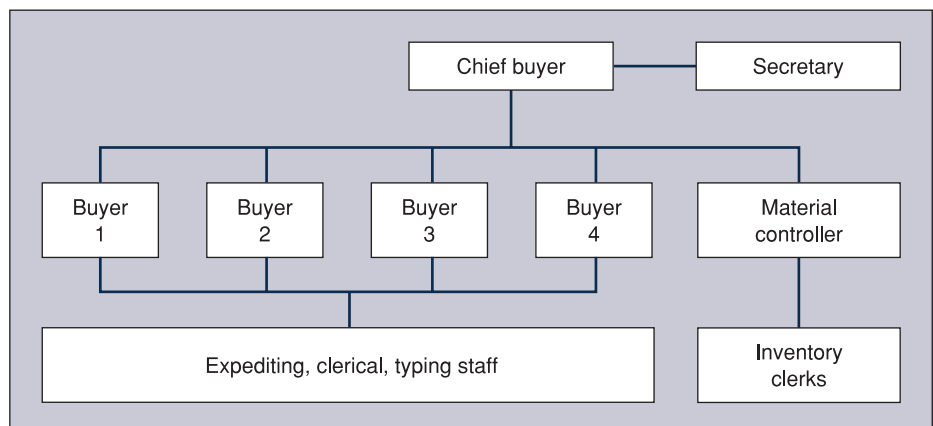 Chief buyer
Secretary
Buyer
1
Buyer
2
Buyer
3
Buyer
4
Material
controller
Expediting, clerical, typing staff
Inventory
clerks